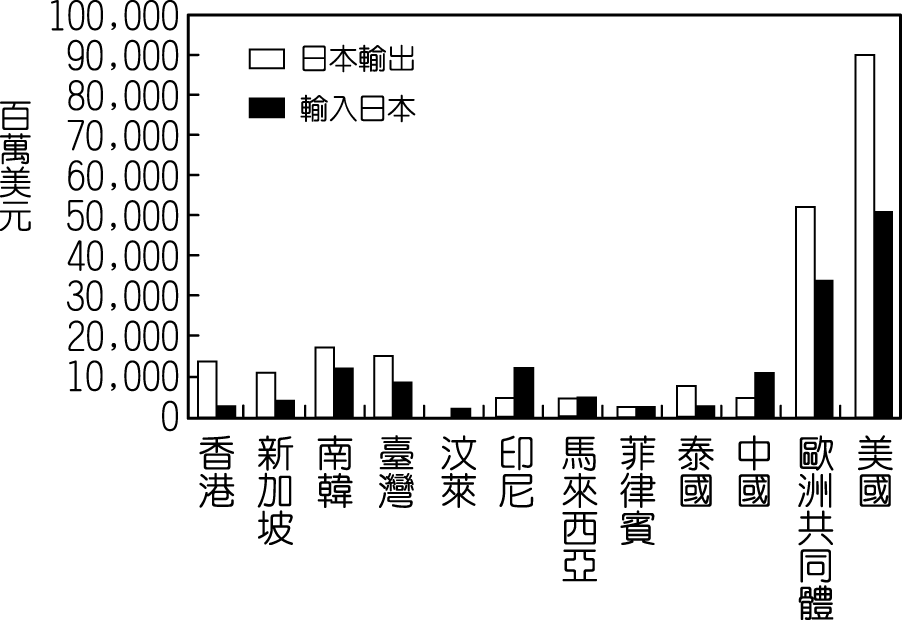 100,000
90,000
80,000
70,000
60,000
50,000
40,000
30,000
20,000
10,000
0
百萬美元
日本輸出
輸入日本
香港
新加坡
南韓
臺灣
汶萊
印尼
馬來西亞
菲律賓
泰國
中國
歐洲共同體
美國